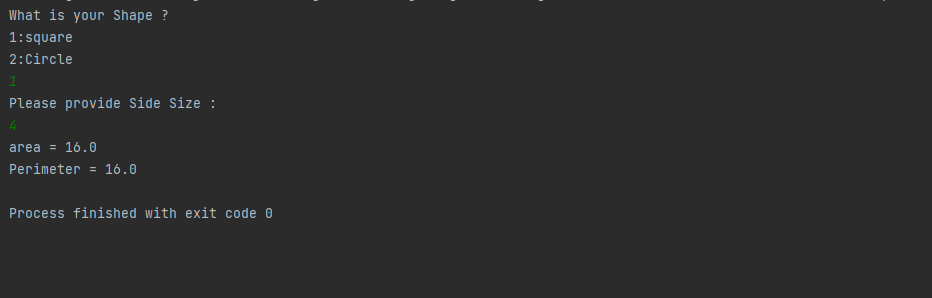 What is your Shape ?
1:square
2:Circle
1
Please provide Side Size :
4
area = 16.0
Perimeter = 16.0
Process finished with exit code 0